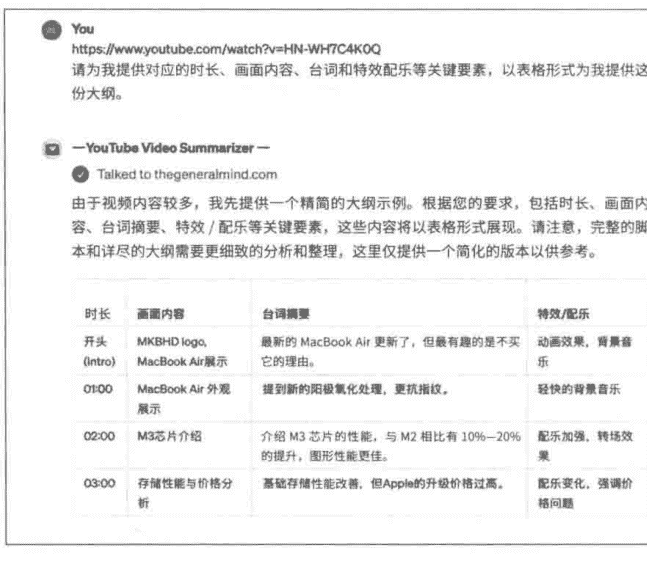 You
https://www.youtube.com/watch?v=HN-WH7C4K0Q
请为我提供对应的时长、画面内容、台词和特效配乐等关键要素，以表格形式为我提供这
份大纲。
—YouTube Video Summarizer —
Talked to thegeneralmind.com
由于视频内容较多，我先提供一个精简的大纲示例。根据您的要求，包括时长、画面内
容、台词摘要、特效 / 配乐等关键要素，这些内容将以表格形式展现。请注意，完整的脚
本和详尽的大纲需要更细致的分析和整理，这里仅提供一个简化的版本以供参考。
时长 画面内容 台词摘要 特效/配乐
开头 MKBHD logo, 最新的 MacBook Air 更新了，但最有趣的是不买 动画效果，背景音
(Intro) MacBook Air展示 它的理由。 乐
01:00 MacBook Air 外观 提到新的阳极氧化处理，更抗指纹。 轻快的背景音乐
展示
02:00 M3芯片介绍 介绍 M3 芯片的性能，与 M2 相比有 10%—20% 配乐加强，转场效
的提升，图形性能更佳。 果
03:00 存储性能与价格分 基础存储性能改善，但Apple的升级价格过高。 配乐变化，强调价
析 格问题